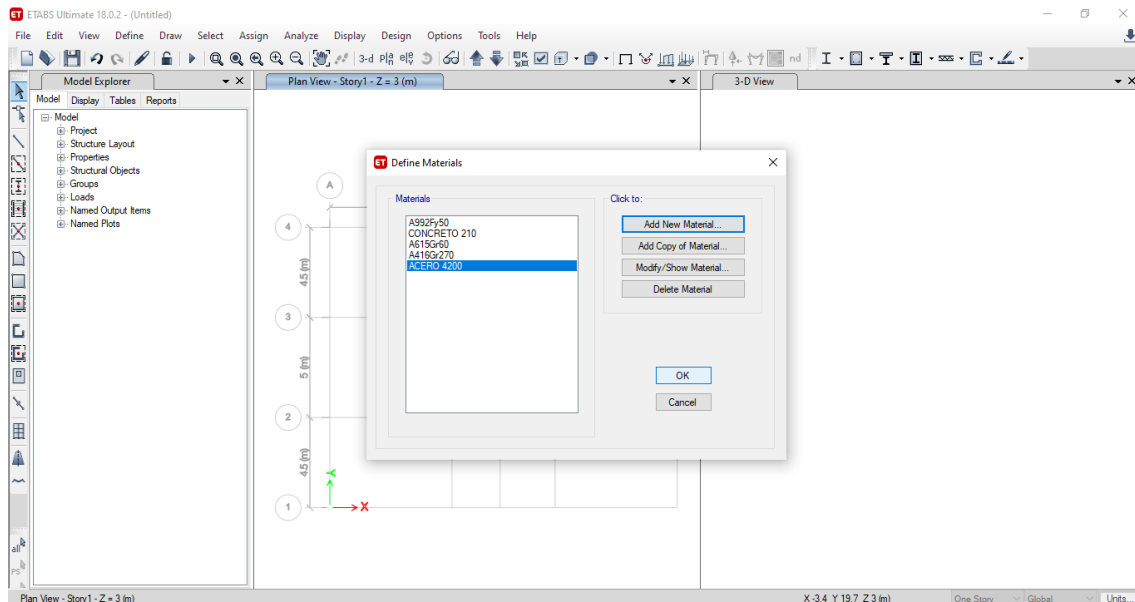 ETABS Ultimate 18.0.2 - (Untitled)
File Edit View Define Draw Select Assign Analyze Display Design Options Tools Help
3-d
nd
Model Explorer
Plan View - Story1 - Z = 3 (m)
3-D View
Model Display Tables Reports
Model
Project
Structure Layout
Properties
Structural Objects
Groups
Loads
Named Output Items
Named Plots
A
4
4.5 (m)
3
5 (m)
2
4.5 (m)
1
Y
X
Define Materials
Materials
A992Fy50
CONCRETO 210
A615Gr60
A416Gr270
ACERO 4200
Click to:
Add New Material...
Add Copy of Material...
Modify/Show Material...
Delete Material
OK
Cancel
all
PS
Plan View - Story1 - Z = 3 (m)
X -3.4 Y 19.7 Z 3 (m)
One Story
Global
Units...